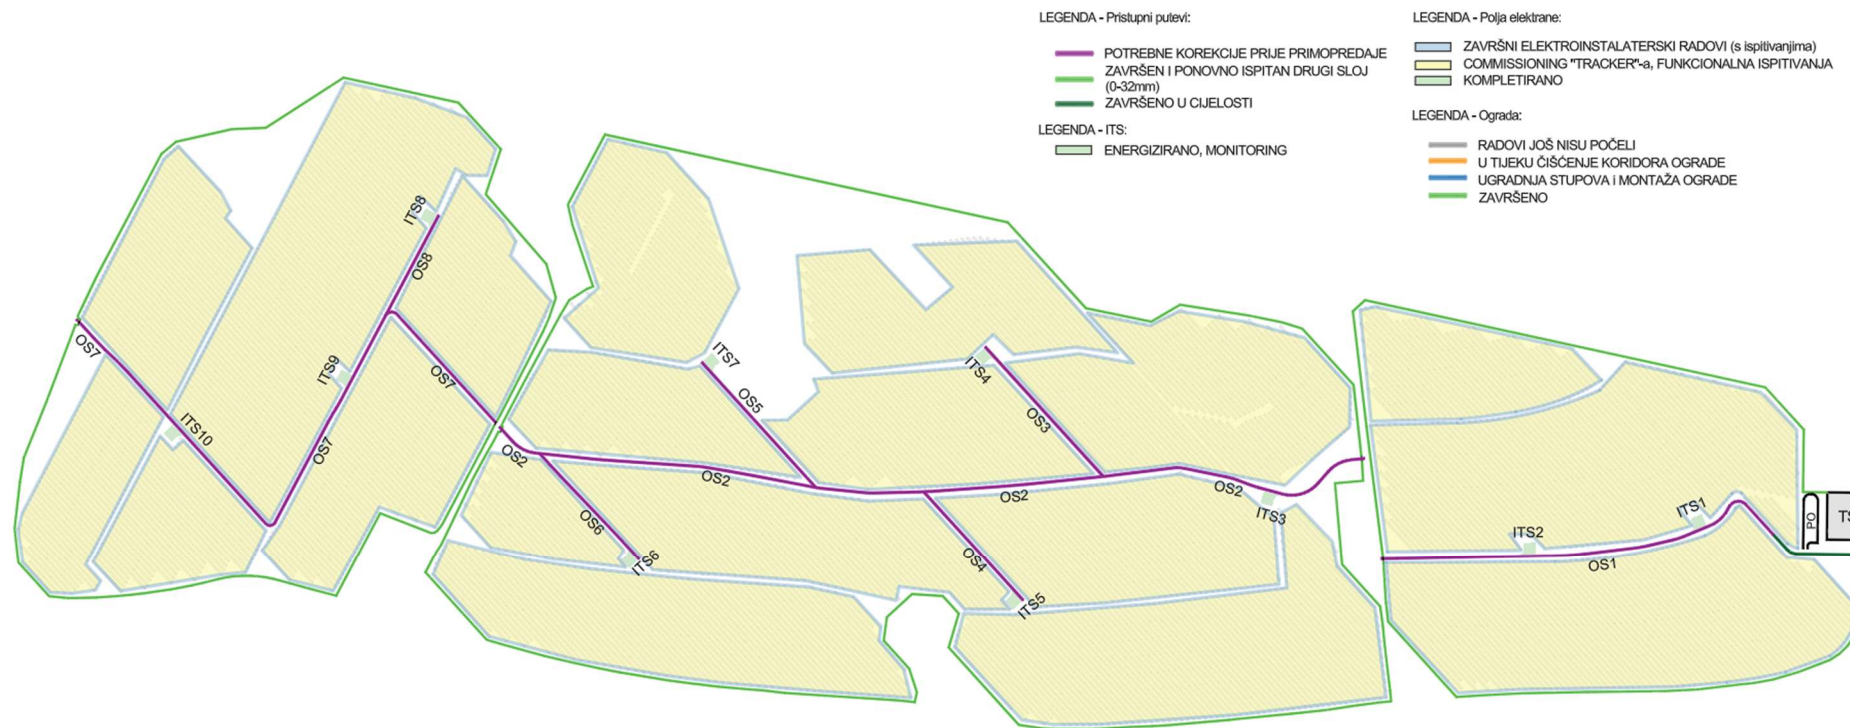 LEGENDA - Pristupni putevi:
POTREBNE KOREKCIJE PRIJE PRIMOPREDAJE
ZAVRŠEN I PONOVNO ISPITAN DRUGI SLOJ
(0-32mm)
ZAVRŠENO U CIJELOSTI
LEGENDA - ITS:
ENERGIZIRANO, MONITORING
LEGENDA - Polja elektrane:
ZAVRŠNI ELEKTROINSTALATERSKI RADOVI (s ispitivanjima)
COMMISSIONING "TRACKER"-a, FUNKCIONALNA ISPITIVANJA
KOMPLETIRANO
LEGENDA - Ograda:
RADOVI JOŠ NISU POČELI
U TIJEKU ČIŠĆENJE KORIDORA OGRADE
UGRADNJA STUPOVA i MONTAŽA OGRADE
ZAVRŠENO
ITS8
OS8
OS7
ITS9
OS7
ITS10
OS7
OS2
ITS7
OS5
ITS4
OS3
OS2
OS2
OS2
ITS3
OS6
ITS6
OS4
ITS5
ITS1
ITS2
OS1
PO
TS